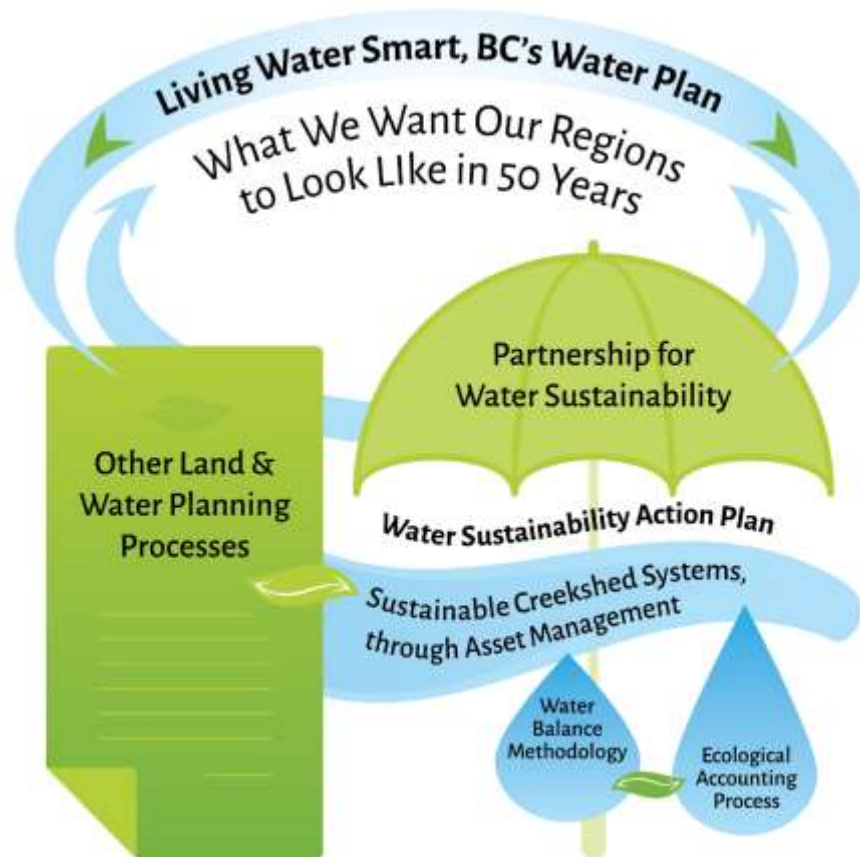 Living Water Smart, BC's Water Plan
What We Want Our Regions
to Look LIke in 50 Years
Partnership for
Water Sustainability
Other Land &
Water Planning
Processes
Water Sustainability Action Plan
Sustainable Creekshed Systems,
through Asset Management
Water
Balance
Methodology
Ecological
Accounting
Process